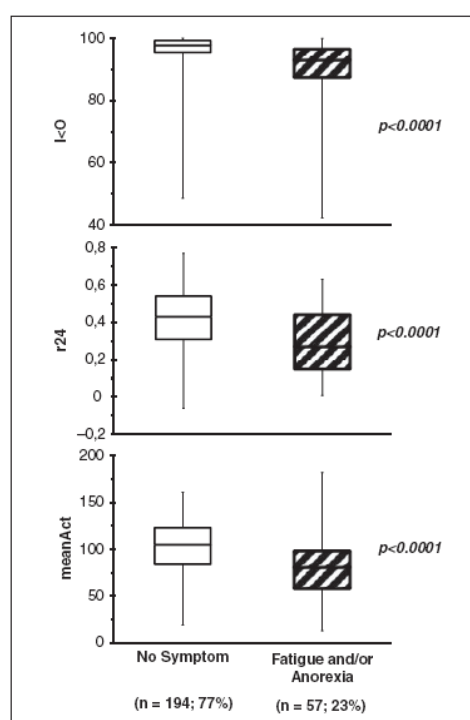 100
80
60
40
I<O
p<0.0001
0,8
0,6
0,4
0,2
0
–0,2
r24
p<0.0001
200
150
100
50
0
meanAct
p<0.0001
No Symptom
Fatigue and/or
Anorexia
(n = 194; 77%)
(n = 57; 23%)